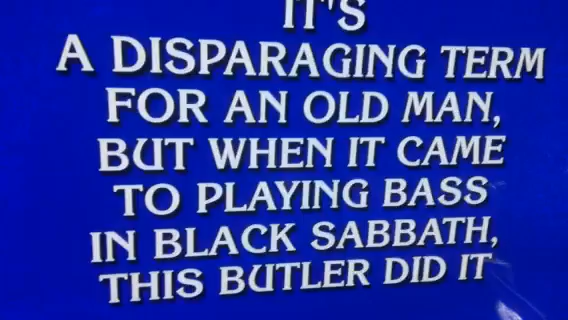 IT'S
A DISPARAGING TERM
FOR AN OLD MAN,
BUT WHEN IT CAME
TO PLAYING BASS
IN BLACK SABBATH,
THIS BUTLER DID IT